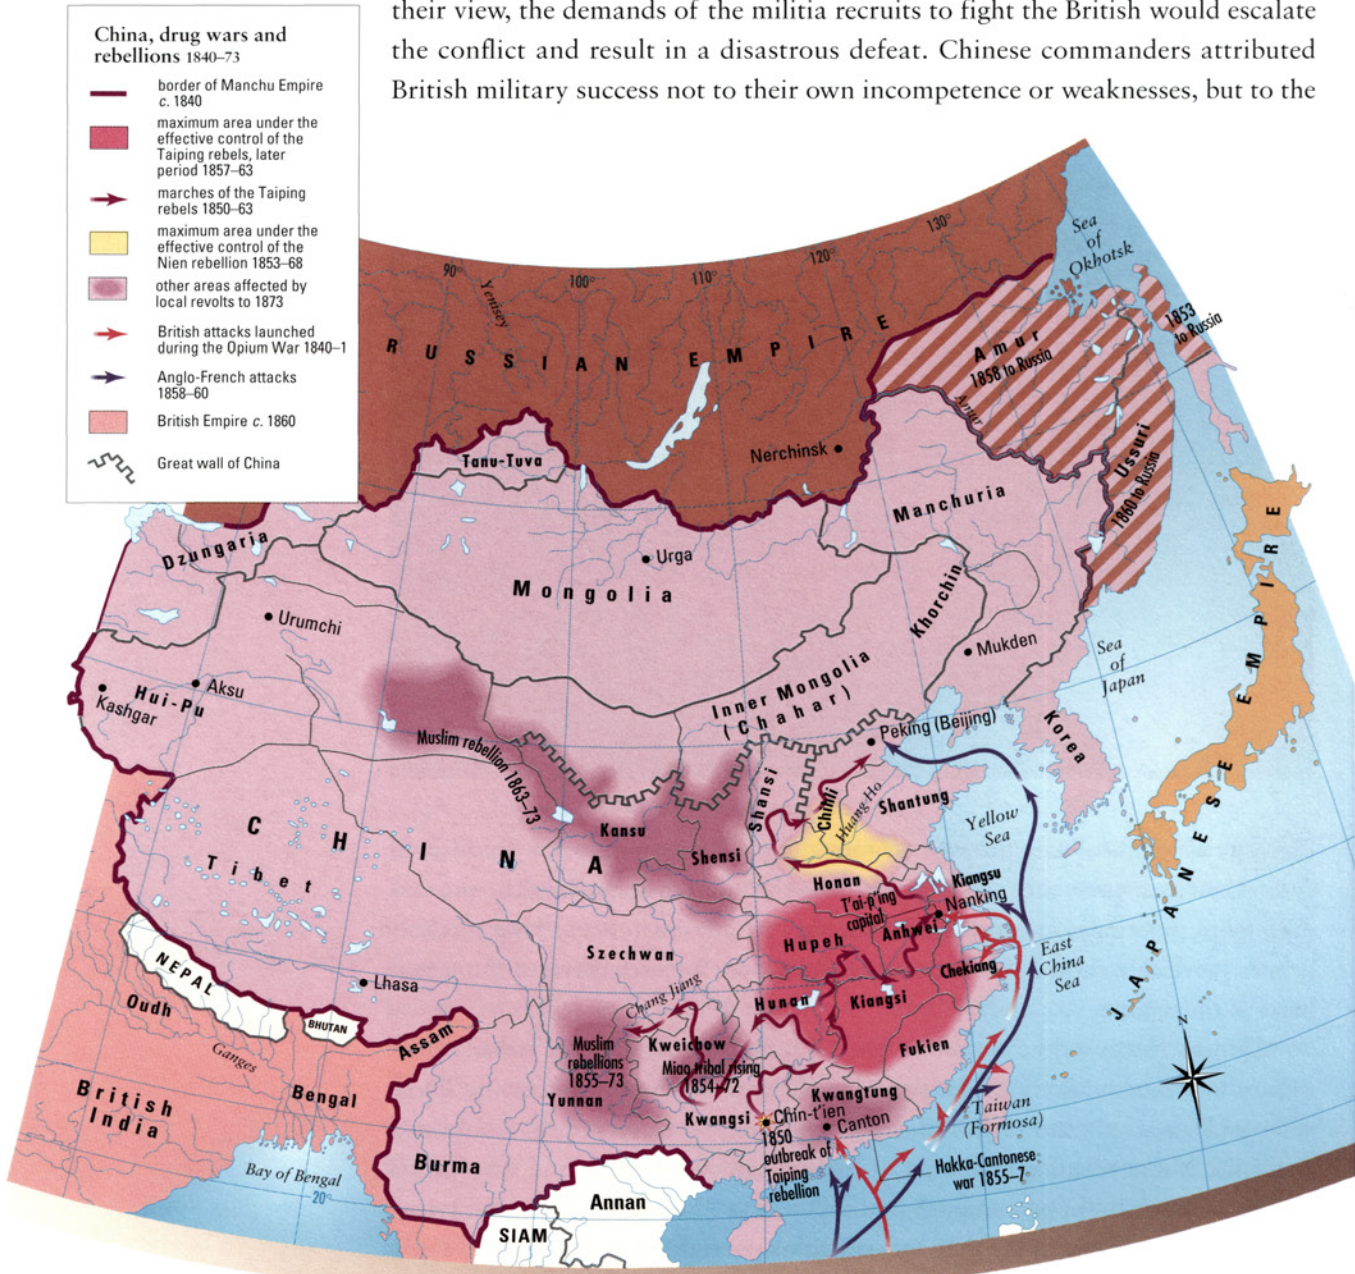 their view, the demands of the militia recruits to fight the British would escalate
the conflict and result in a disastrous defeat. Chinese commanders attributed
British military success not to their own incompetence or weaknesses, but to the
China, drug wars and
rebellions 1840–73
border of Manchu Empire
c. 1840
maximum area under the
effective control of the
Taiping rebels, later
period 1857–63
marches of the Taiping
rebels 1850–63
maximum area under the
effective control of the
Nien rebellion 1853–68
other areas affected by
local revolts to 1873
British attacks launched
during the Opium War 1840–1
Anglo-French attacks
1858–60
British Empire c. 1860
Great wall of China
90°
100°
110°
120°
130°
Yenisey
Sea
of
Okhotsk
RUSSIAN EMPIRE
1853
to Russia
Amur
1858 to Russia
Amur
Ussuri
1860 to Russia
Nerchinsk
Tanu-Tuva
Manchuria
Dzungaria
Urga
Mongolia
Khorchin
Urumchi
Mukden
Sea
of
Japan
Inner Mongolia
(Chahar)
Aksu
Hui-Pu
Kashgar
Peking (Beijing)
Korea
JAPANESE EMPIRE
Muslim rebellion 1863–73
Shansi
Chihli
Huang Ho
Shantung
Yellow
Sea
CHINA
Tibet
Kansu
Shensi
Honan
Kiangsu
Nanking
T'ai-p'ing
capital
Anhwei
Hupeh
Szechwan
Chekiang
East
China
Sea
NEPAL
Lhasa
Oudh
BHUTAN
Assam
Ganges
Chang Jiang
Hunan
Kiangsi
Fukien
Muslim
rebellions
1855–73
Yunnan
Kweichow
Miao tribal rising
1854–72
Kwangsi
Kwangtung
Chin-t'ien
Canton
1850
outbreak of
Taiping
rebellion
Taiwan
(Formosa)
Hakka-Cantonese
war 1855–7
British
India
Bengal
Bay of Bengal
20°
Burma
Annan
SIAM
N